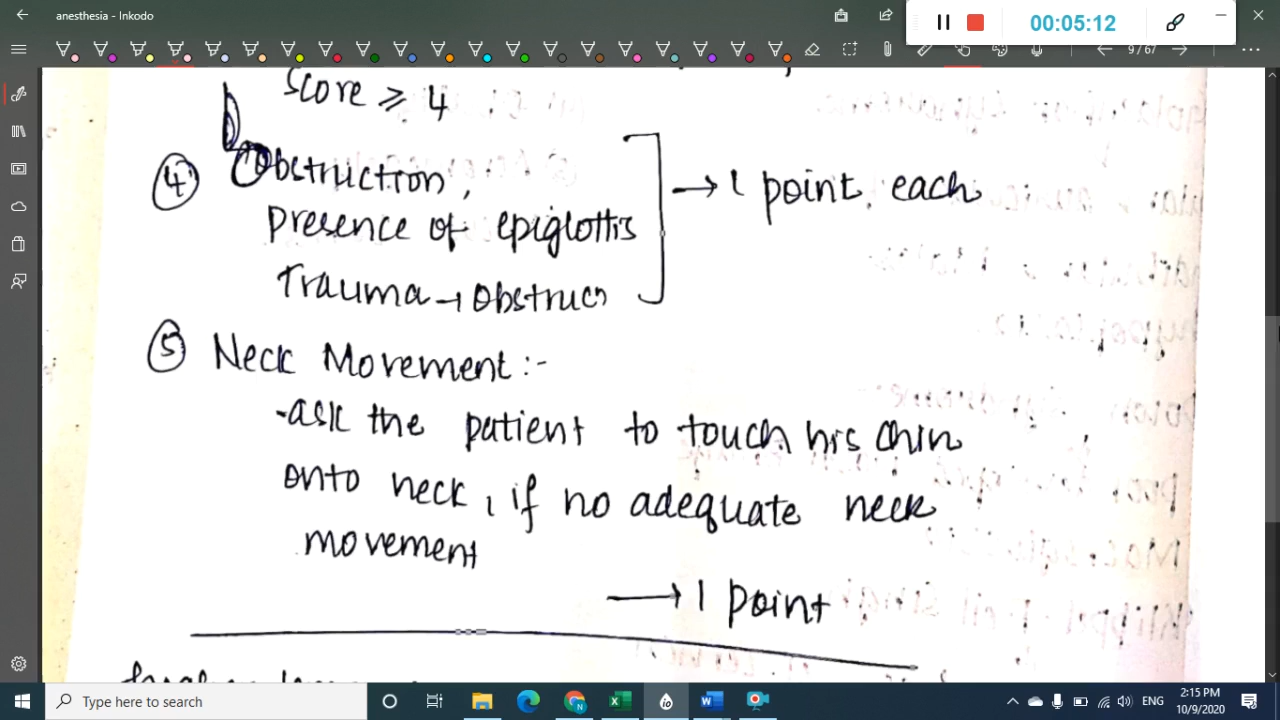 anesthesia - Inkodo
00:05:12
9 / 67
Score ≥ 4
④ Obstruction,
presence of epiglottis
Trauma → Obstruc
→ 1 point each
⑤ Neck Movement :-
-ask the patient to touch his chin
onto neck, if no adequate neck
movement
→ 1 point
Type here to search
ENG
2:15 PM
10/9/2020